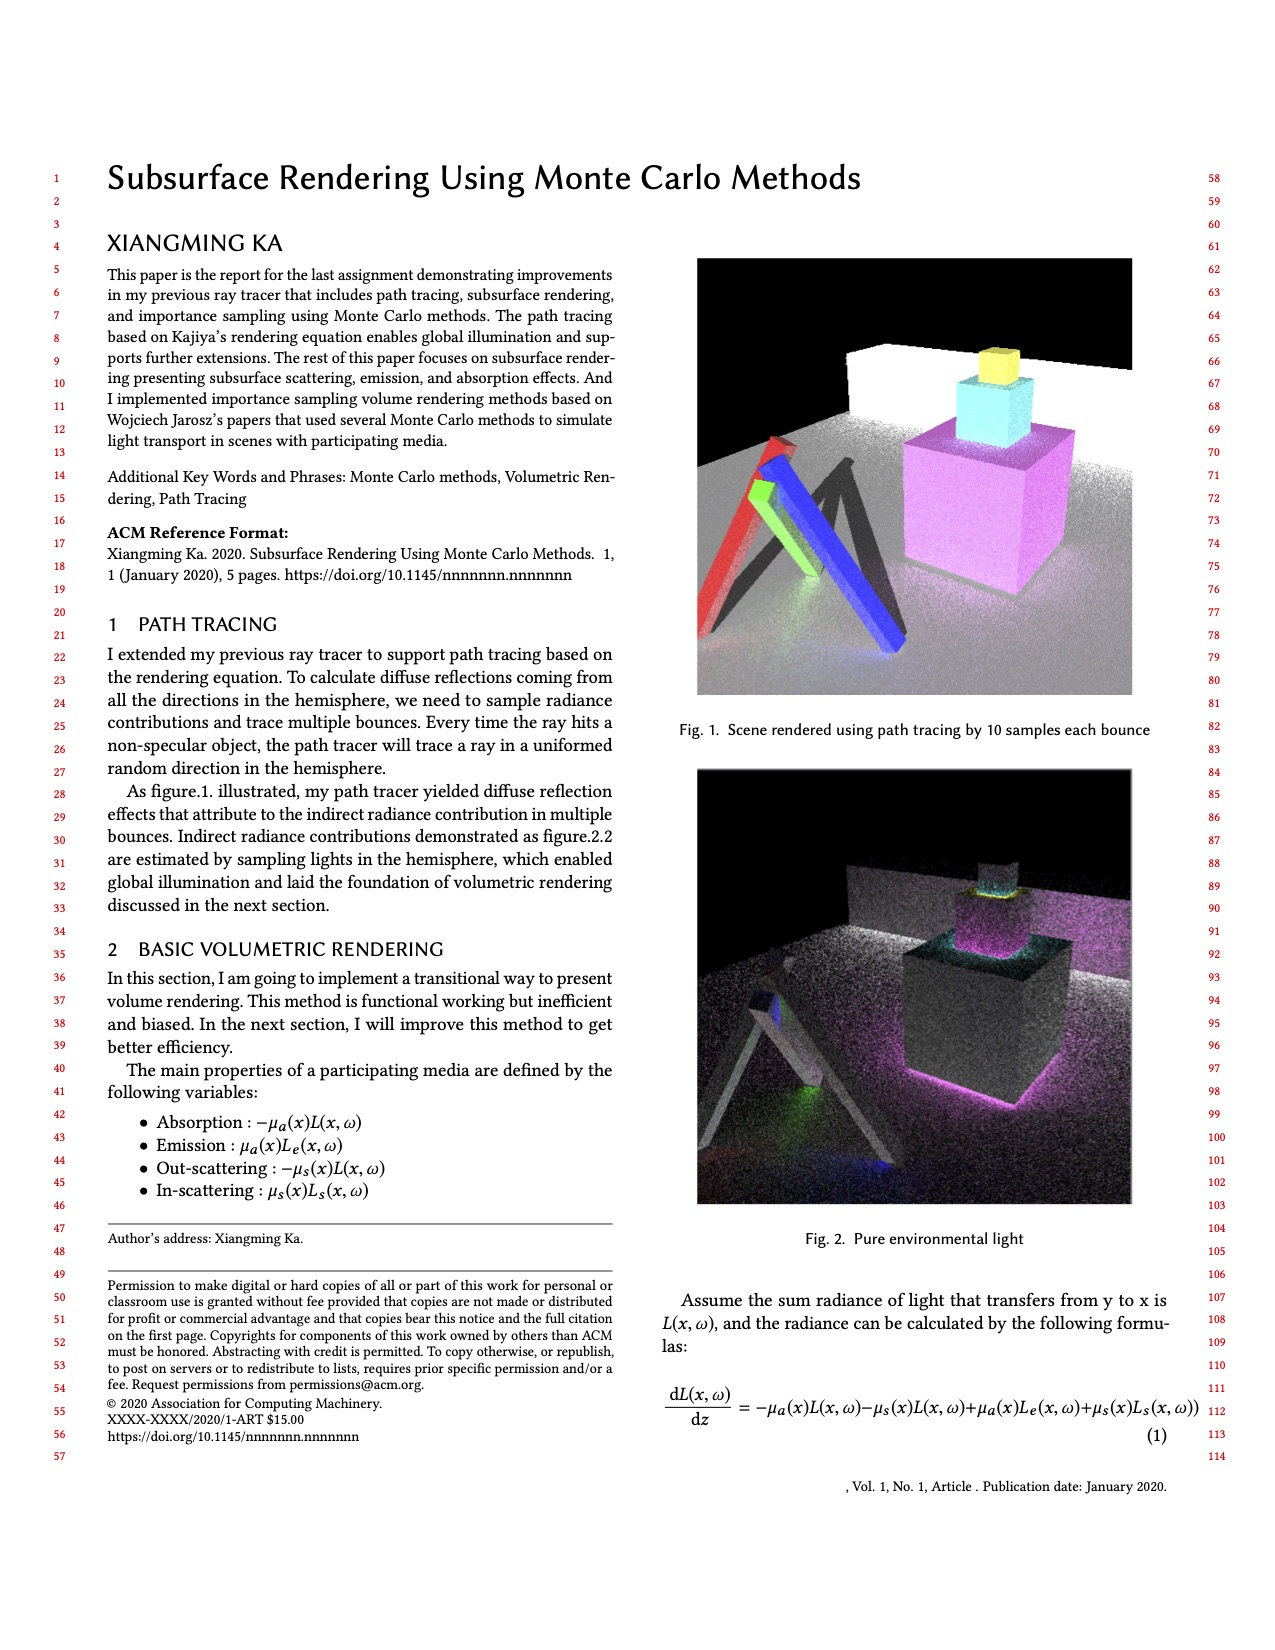 Subsurface Rendering Using Monte Carlo Methods
XIANGMING KA
This paper is the report for the last assignment demonstrating improvements
in my previous ray tracer that includes path tracing, subsurface rendering,
and importance sampling using Monte Carlo methods. The path tracing
based on Kajiya's rendering equation enables global illumination and sup-
ports further extensions. The rest of this paper focuses on subsurface render-
ing presenting subsurface scattering, emission, and absorption effects. And
I implemented importance sampling volume rendering methods based on
Wojciech Jarosz's papers that used several Monte Carlo methods to simulate
light transport in scenes with participating media.
Additional Key Words and Phrases: Monte Carlo methods, Volumetric Ren-
dering, Path Tracing
ACM Reference Format:
Xiangming Ka. 2020. Subsurface Rendering Using Monte Carlo Methods. 1,
1 (January 2020), 5 pages. https://doi.org/10.1145/nnnnnnn.nnnnnnn
1 PATH TRACING
I extended my previous ray tracer to support path tracing based on
the rendering equation. To calculate diffuse reflections coming from
all the directions in the hemisphere, we need to sample radiance
contributions and trace multiple bounces. Every time the ray hits a
non-specular object, the path tracer will trace a ray in a uniformed
random direction in the hemisphere.
As figure.1. illustrated, my path tracer yielded diffuse reflection
effects that attribute to the indirect radiance contribution in multiple
bounces. Indirect radiance contributions demonstrated as figure.2.2
are estimated by sampling lights in the hemisphere, which enabled
global illumination and laid the foundation of volumetric rendering
discussed in the next section.
2 BASIC VOLUMETRIC RENDERING
In this section, I am going to implement a transitional way to present
volume rendering. This method is functional working but inefficient
and biased. In the next section, I will improve this method to get
better efficiency.
The main properties of a participating media are defined by the
following variables:
• Absorption : −μₐ(x)L(x, ω)
• Emission : μₐ(x)Lₑ(x, ω)
• Out-scattering : −μₛ(x)L(x, ω)
• In-scattering : μₛ(x)Lₛ(x, ω)
Author's address: Xiangming Ka.
Permission to make digital or hard copies of all or part of this work for personal or
classroom use is granted without fee provided that copies are not made or distributed
for profit or commercial advantage and that copies bear this notice and the full citation
on the first page. Copyrights for components of this work owned by others than ACM
must be honored. Abstracting with credit is permitted. To copy otherwise, or republish,
to post on servers or to redistribute to lists, requires prior specific permission and/or a
fee. Request permissions from permissions@acm.org.
© 2020 Association for Computing Machinery.
XXXX-XXXX/2020/1-ART $15.00
https://doi.org/10.1145/nnnnnnn.nnnnnnn
Fig. 1. Scene rendered using path tracing by 10 samples each bounce
Fig. 2. Pure environmental light
Assume the sum radiance of light that transfers from y to x is
L(x, ω), and the radiance can be calculated by the following formu-
las:
dL(x, ω)/dz = −μₐ(x)L(x, ω)−μₛ(x)L(x, ω)+μₐ(x)Lₑ(x, ω)+μₛ(x)Lₛ(x, ω))
(1)
, Vol. 1, No. 1, Article . Publication date: January 2020.
1
2
3
4
5
6
7
8
9
10
11
12
13
14
15
16
17
18
19
20
21
22
23
24
25
26
27
28
29
30
31
32
33
34
35
36
37
38
39
40
41
42
43
44
45
46
47
48
49
50
51
52
53
54
55
56
57
58
59
60
61
62
63
64
65
66
67
68
69
70
71
72
73
74
75
76
77
78
79
80
81
82
83
84
85
86
87
88
89
90
91
92
93
94
95
96
97
98
99
100
101
102
103
104
105
106
107
108
109
110
111
112
113
114